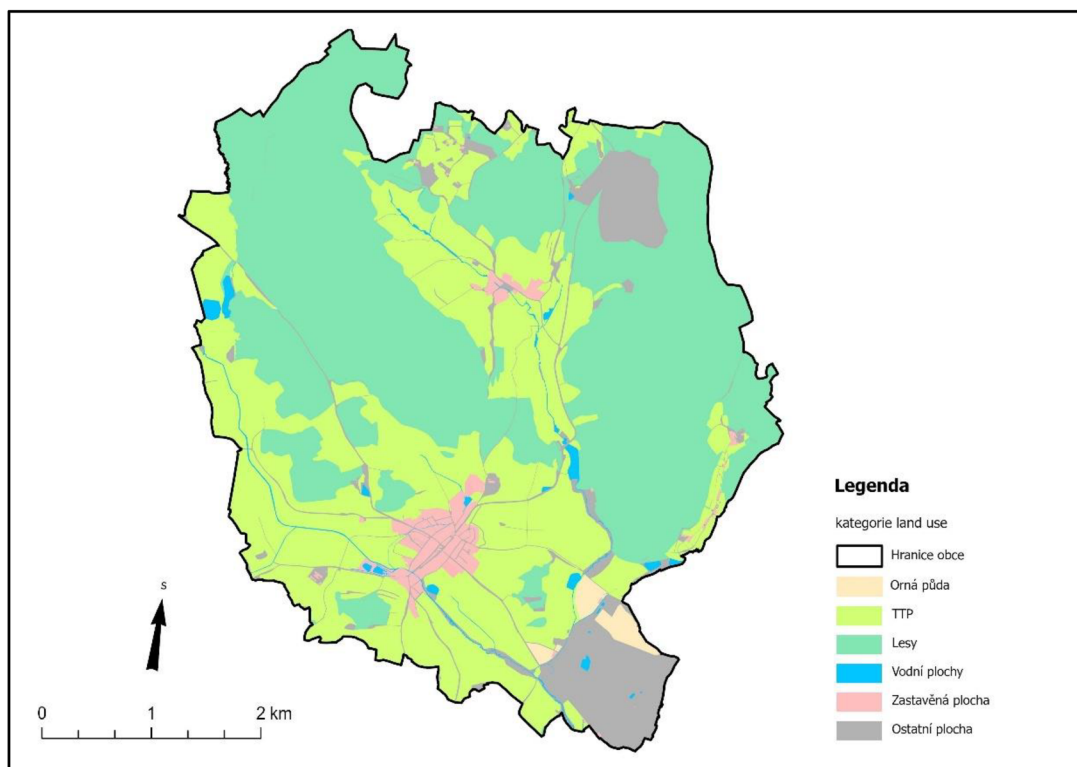 Legenda
kategorie land use
Hranice obce
Orná půda
TTP
Lesy
Vodní plochy
Zastavěná plocha
Ostatní plocha
S
0 1 2 km